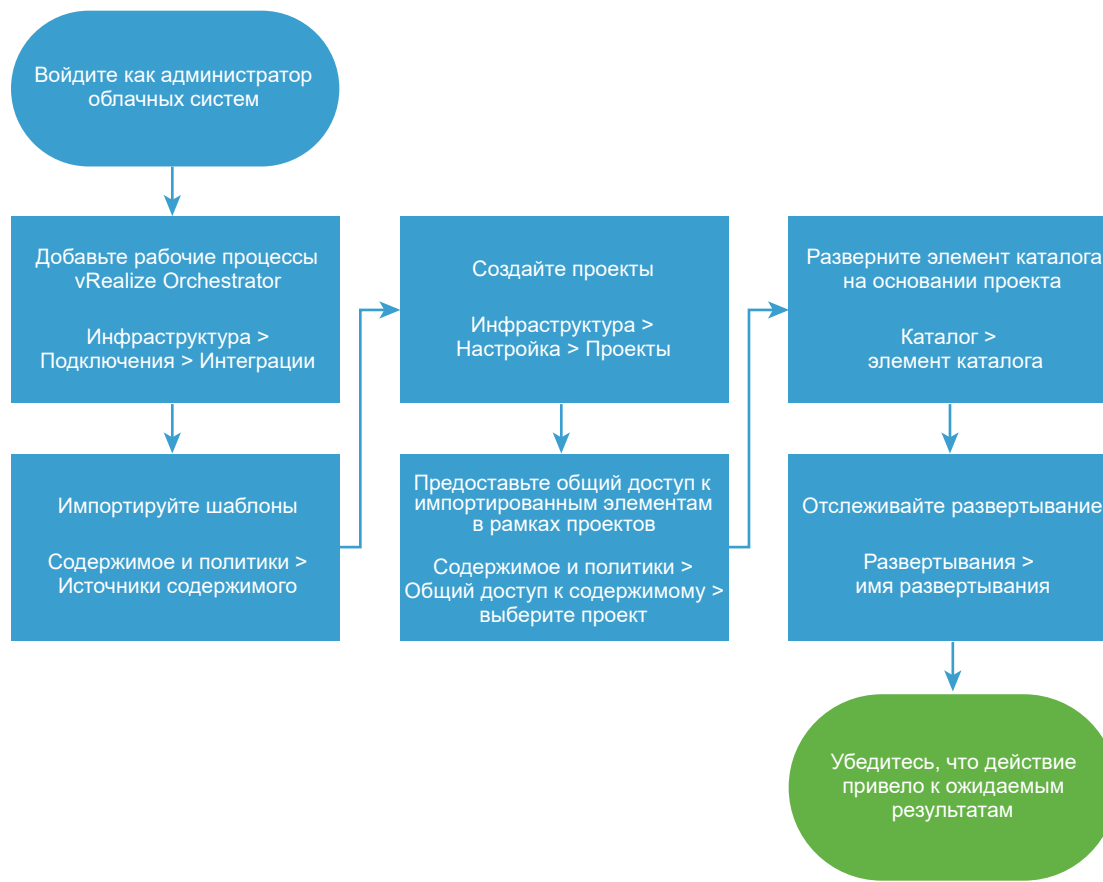 Войдите как администратор
облачных систем
Добавьте рабочие процессы
vRealize Orchestrator
Инфраструктура >
Подключения > Интеграции
Импортируйте шаблоны
Содержимое и политики >
Источники содержимого
Создайте проекты
Инфраструктура >
Настройка > Проекты
Предоставьте общий доступ к
импортированным элементам
в рамках проектов
Содержимое и политики >
Общий доступ к содержимому >
выберите проект
Разверните элемент каталога
на основании проекта
Каталог >
элемент каталога
Отслеживайте развертывание
Развертывания >
имя развертывания
Убедитесь, что действие
привело к ожидаемым
результатам